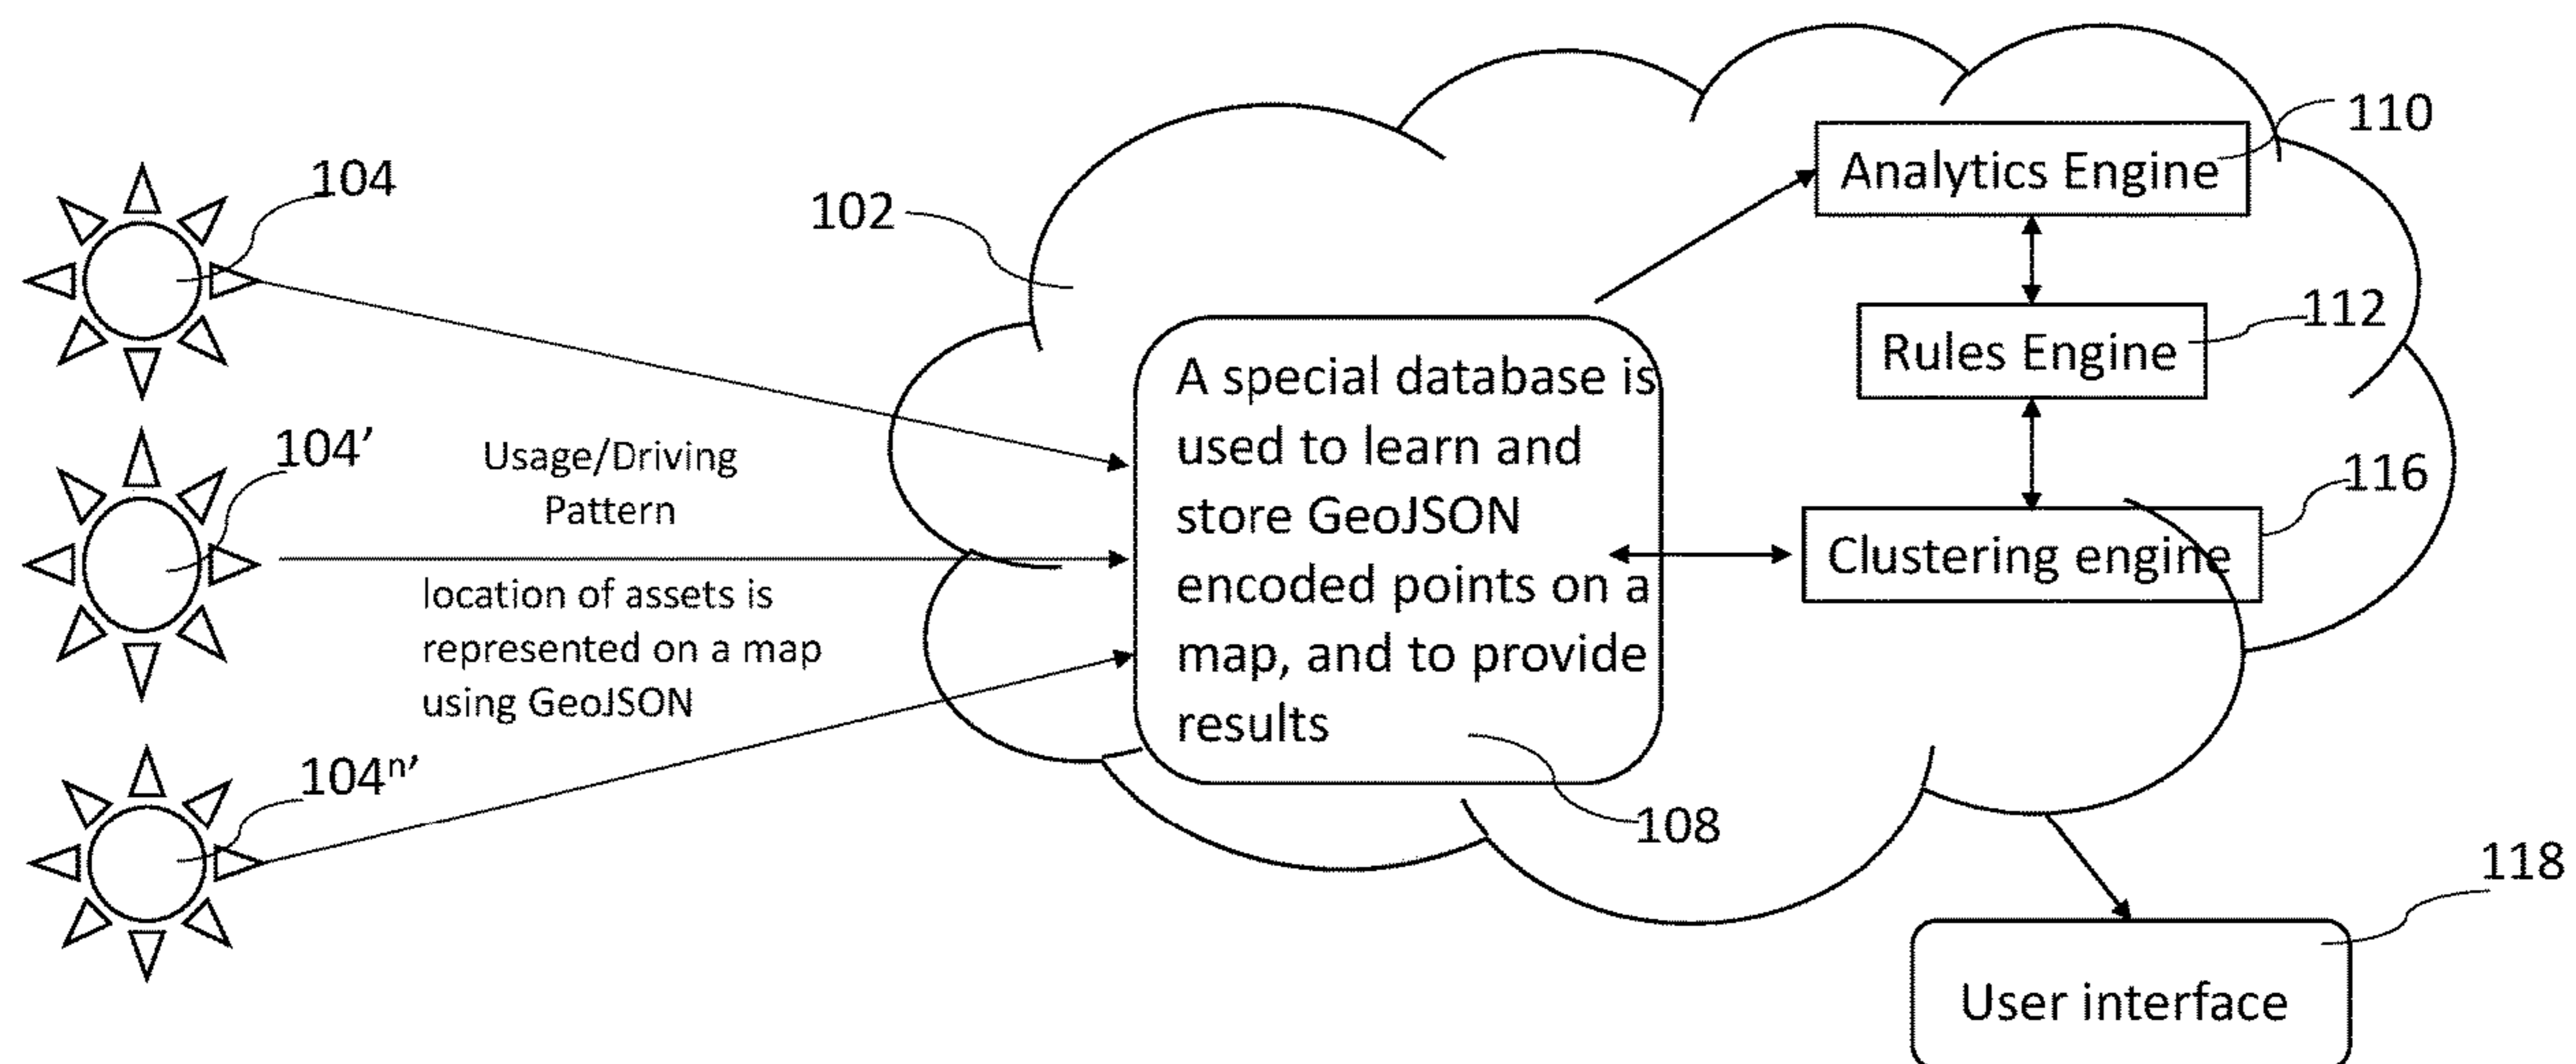 110
Analytics Engine
104
102
112
Rules Engine
A special database is
used to learn and
store GeoJSON
encoded points on a
map, and to provide
results
104’
Usage/Driving
Pattern
116
Clustering engine
location of assets is
represented on a map
using GeoJSON
104ⁿ’
108
118
User interface